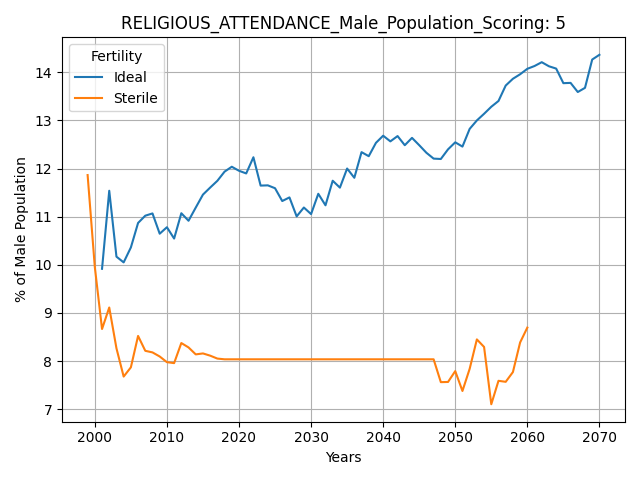 RELIGIOUS_ATTENDANCE_Male_Population_Scoring: 5
Fertility
Ideal
Sterile
% of Male Population
14
13
12
11
10
9
8
7
2000 2010 2020 2030 2040 2050 2060 2070
Years